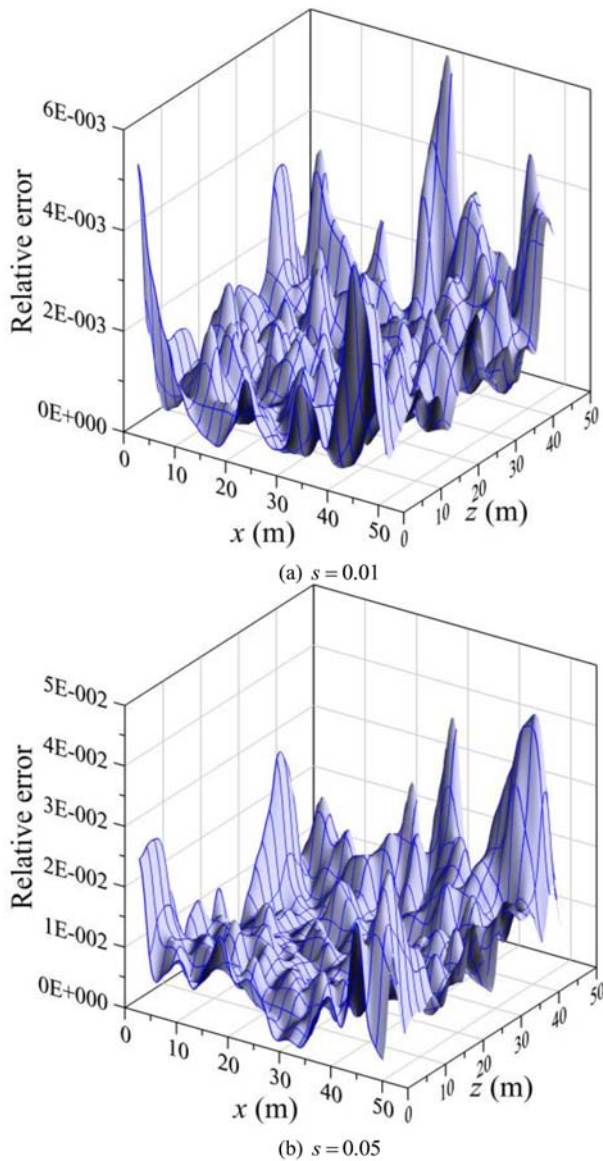 6E-003
4E-003
2E-003
0E+000
Relative error
0
10
20
30
40
50
x (m)
0
10
20
30
40
50
z (m)
(a) s = 0.01
5E-002
4E-002
3E-002
2E-002
1E-002
0E+000
Relative error
0
10
20
30
40
50
x (m)
0
10
20
30
40
50
z (m)
(b) s = 0.05